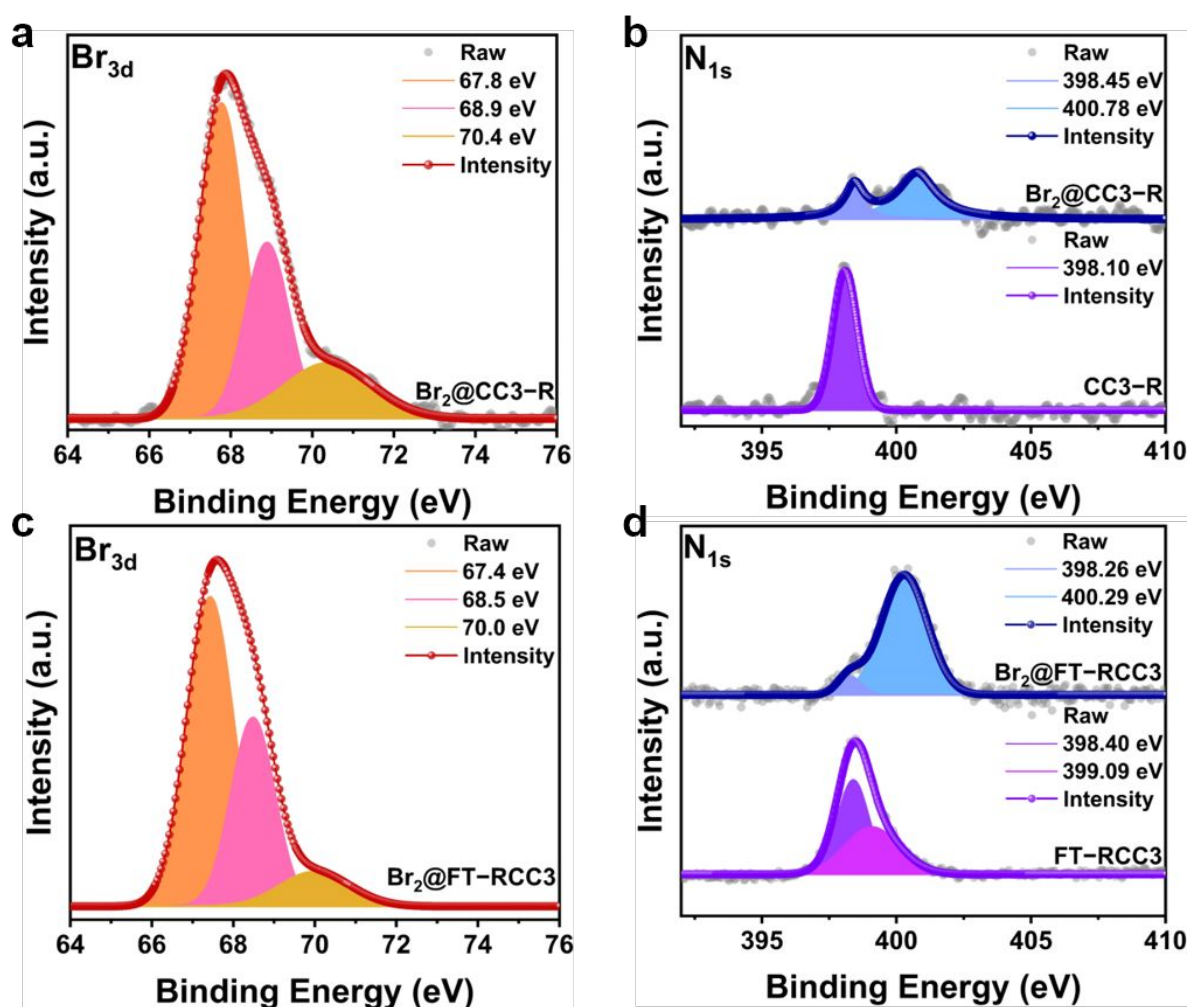 a
Br3d
Raw
67.8 eV
68.9 eV
70.4 eV
Intensity
Br2@CC3−R
Intensity (a.u.)
64 66 68 70 72 74 76
Binding Energy (eV)
b
N1s
Raw
398.45 eV
400.78 eV
Intensity
Br2@CC3−R
Raw
398.10 eV
Intensity
CC3−R
Intensity (a.u.)
395 400 405 410
Binding Energy (eV)
c
Br3d
Raw
67.4 eV
68.5 eV
70.0 eV
Intensity
Br2@FT−RCC3
Intensity (a.u.)
64 66 68 70 72 74 76
Binding Energy (eV)
d
N1s
Raw
398.26 eV
400.29 eV
Intensity
Br2@FT−RCC3
Raw
398.40 eV
399.09 eV
Intensity
FT−RCC3
Intensity (a.u.)
395 400 405 410
Binding Energy (eV)